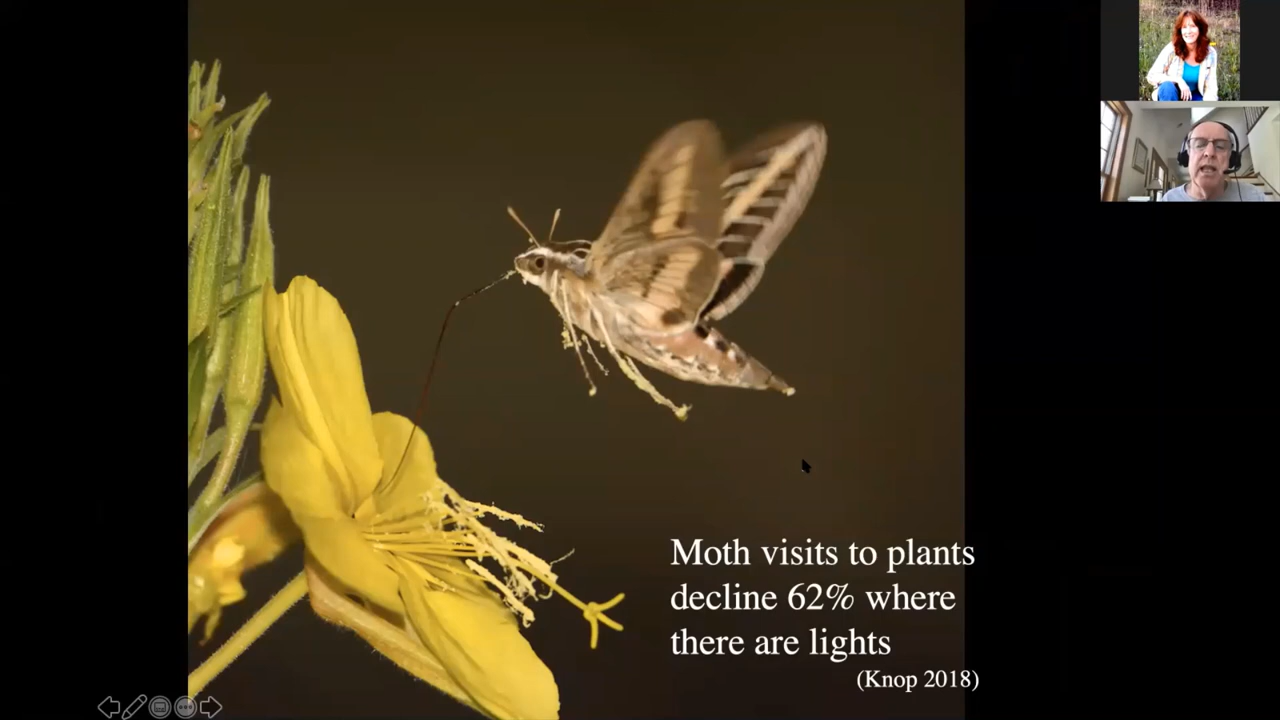 Moth visits to plants
decline 62% where
there are lights
(Knop 2018)